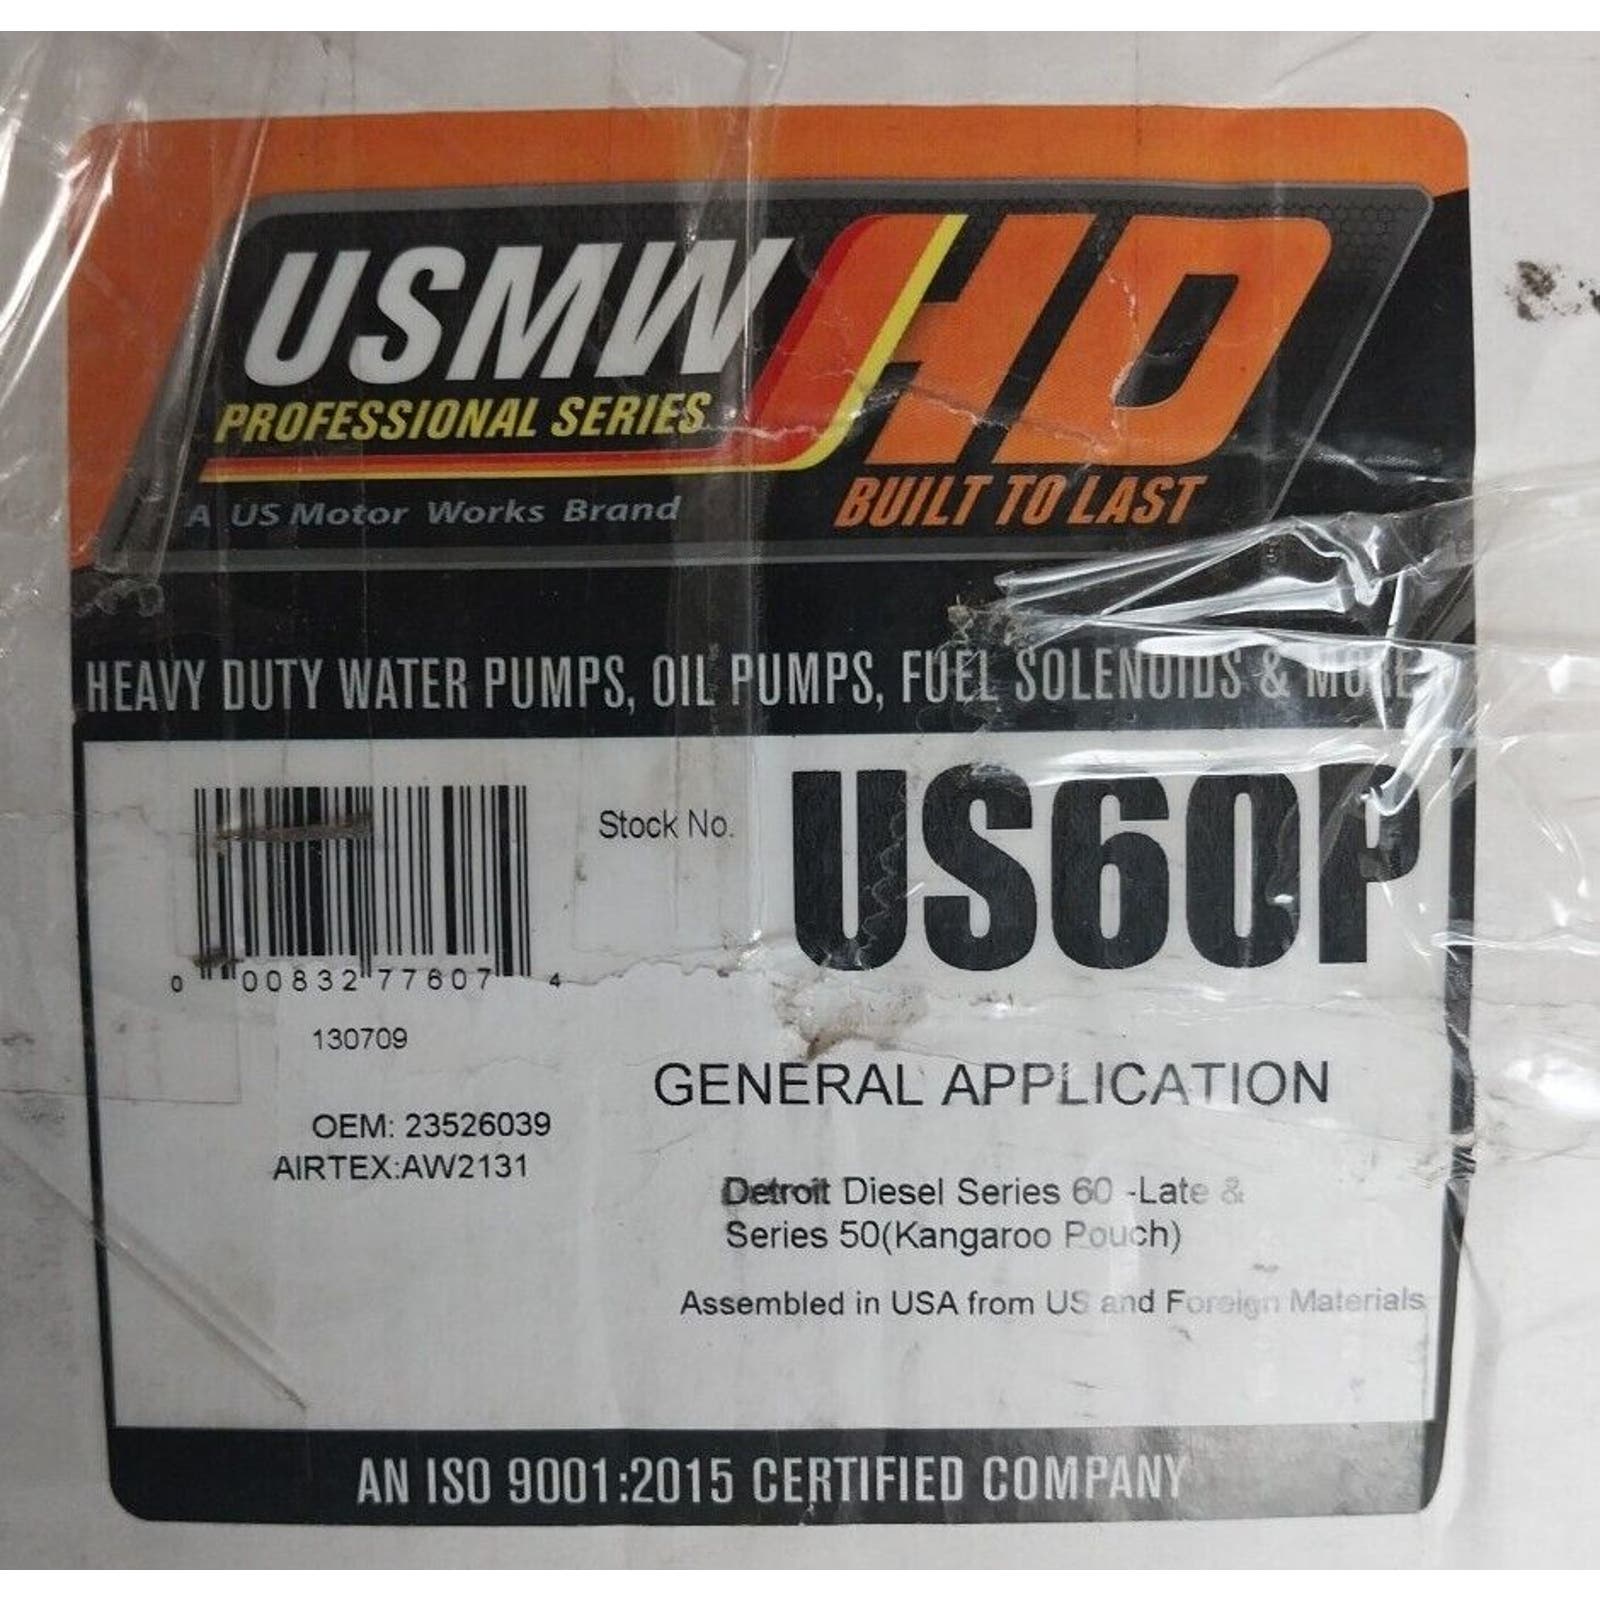 USMW HD
PROFESSIONAL SERIES
A US Motor Works Brand
BUILT TO LAST
HEAVY DUTY WATER PUMPS, OIL PUMPS, FUEL SOLENOIDS & MORE
Stock No. US60P
0 00832 77607 4
130709
OEM: 23526039
AIRTEX:AW2131
GENERAL APPLICATION
Detroit Diesel Series 60 -Late &
Series 50(Kangaroo Pouch)
Assembled in USA from US and Foreign Materials
AN ISO 9001:2015 CERTIFIED COMPANY